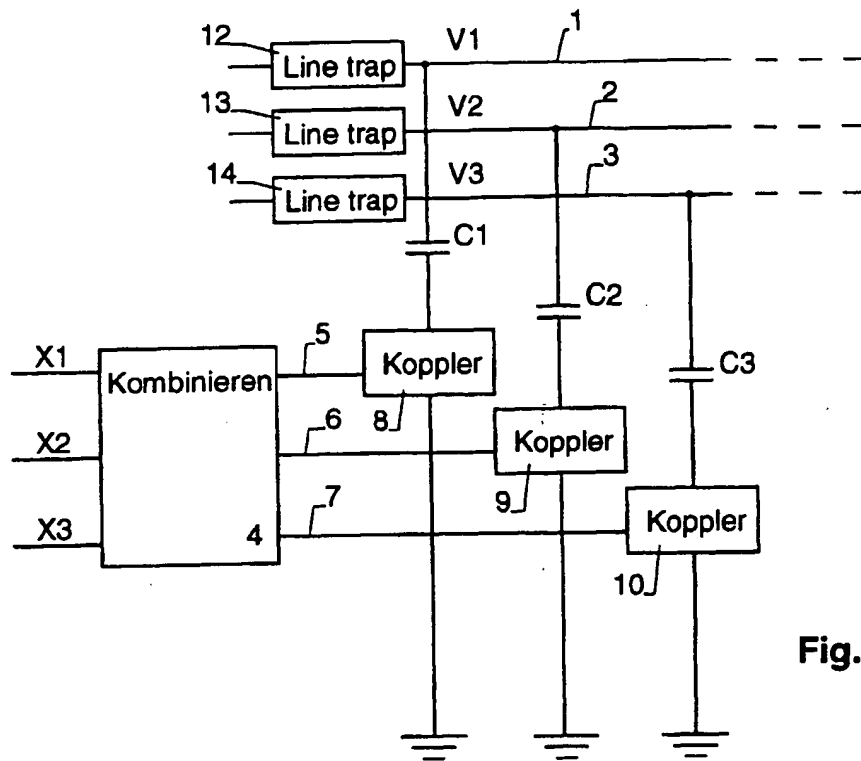 12 Line trap V1 1
13 Line trap V2 2
14 Line trap V3 3
C1
C2
C3
X1 Kombinieren 5 Koppler 8
X2 6 Koppler 9
X3 4 7 Koppler 10
Fig.